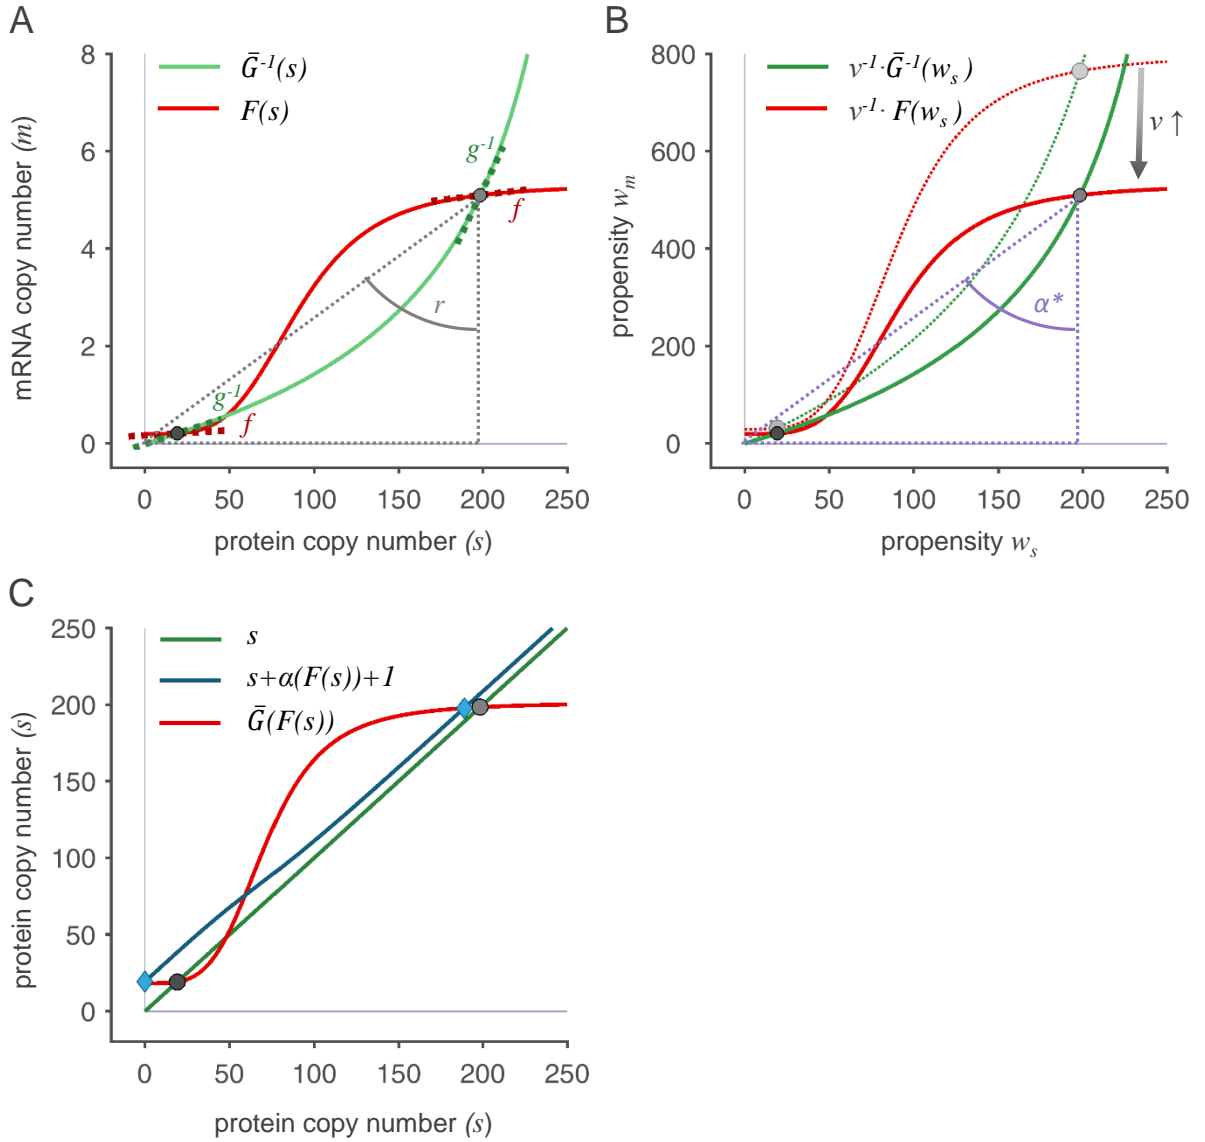 A
8
6
4
2
0
mRNA copy number (m)
Ḡ⁻¹(s)
F(s)
g⁻¹
f
r
g⁻¹
f
0 50 100 150 200 250
protein copy number (s)
B
800
600
400
200
0
propensity wₘ
ν⁻¹·Ḡ⁻¹(wₛ)
ν⁻¹·F(wₛ)
ν ↑
α*
0 50 100 150 200 250
propensity wₛ
C
250
200
150
100
50
0
protein copy number (s)
s
s+α(F(s))+1
Ḡ(F(s))
0 50 100 150 200 250
protein copy number (s)